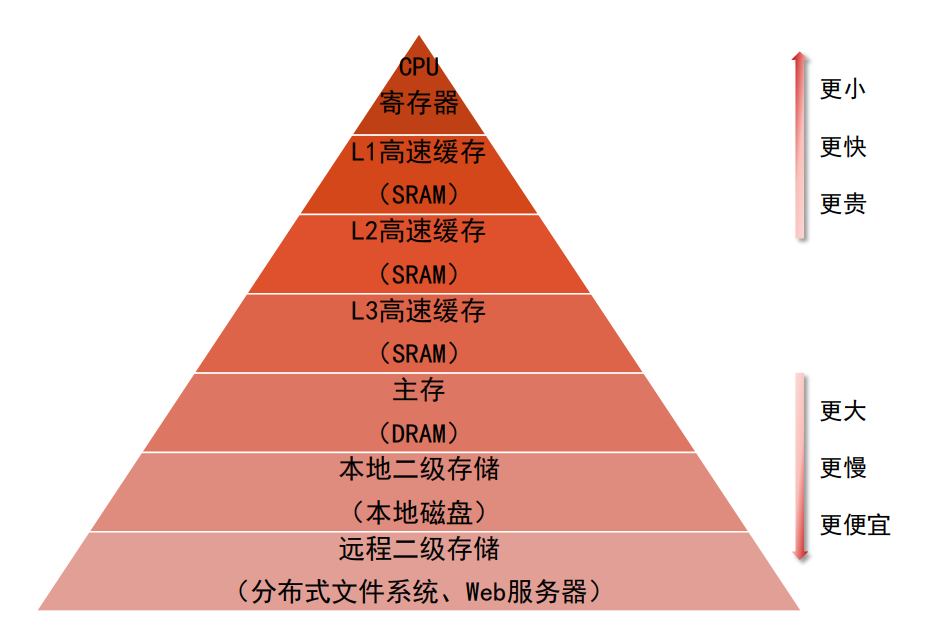 CPU
寄存器
L1高速缓存
（SRAM）
L2高速缓存
（SRAM）
L3高速缓存
（SRAM）
主存
（DRAM）
本地二级存储
（本地磁盘）
远程二级存储
（分布式文件系统、Web服务器）
更小
更快
更贵
更大
更慢
更便宜